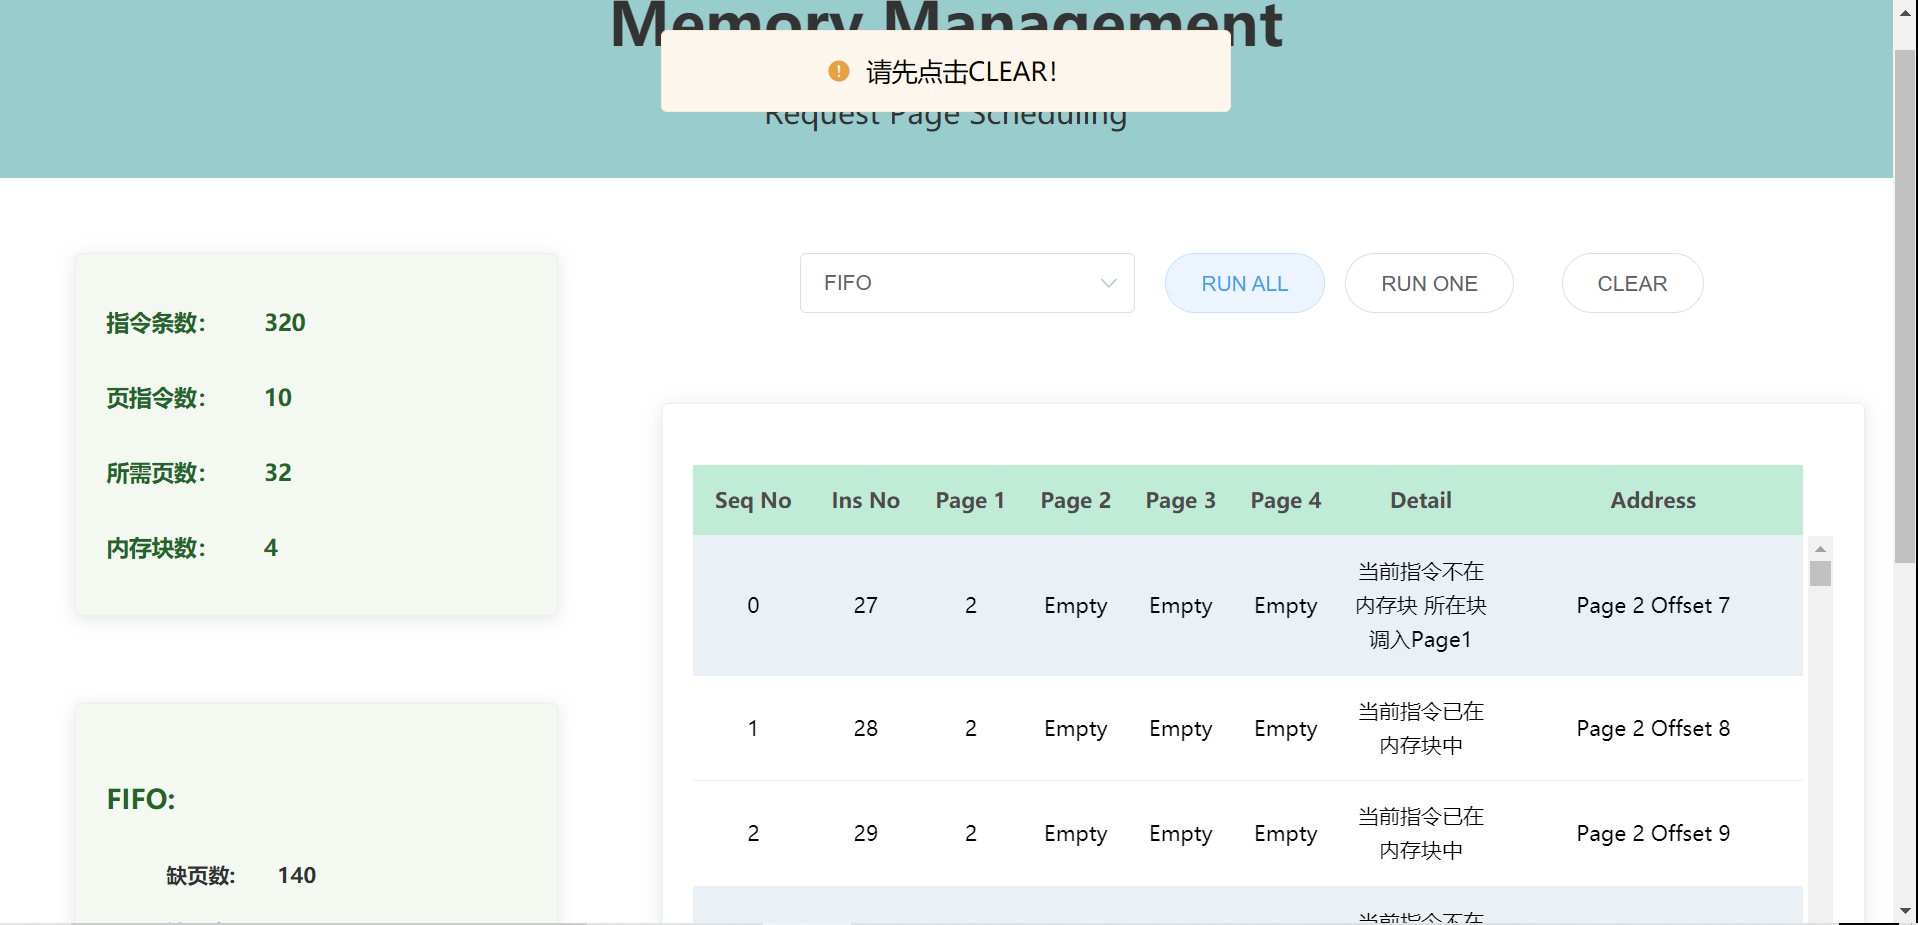 Memory Management
请先点击CLEAR！
Request Page Scheduling
指令条数： 320
页指令数： 10
所需页数： 32
内存块数： 4
FIFO:
缺页数: 140
FIFO RUN ALL RUN ONE CLEAR
Seq No Ins No Page 1 Page 2 Page 3 Page 4 Detail Address
当前指令不在
0 27 2 Empty Empty Empty 内存块 所在块 Page 2 Offset 7
调入Page1
当前指令已在
1 28 2 Empty Empty Empty Page 2 Offset 8
内存块中
当前指令已在
2 29 2 Empty Empty Empty Page 2 Offset 9
内存块中
当前指令不在